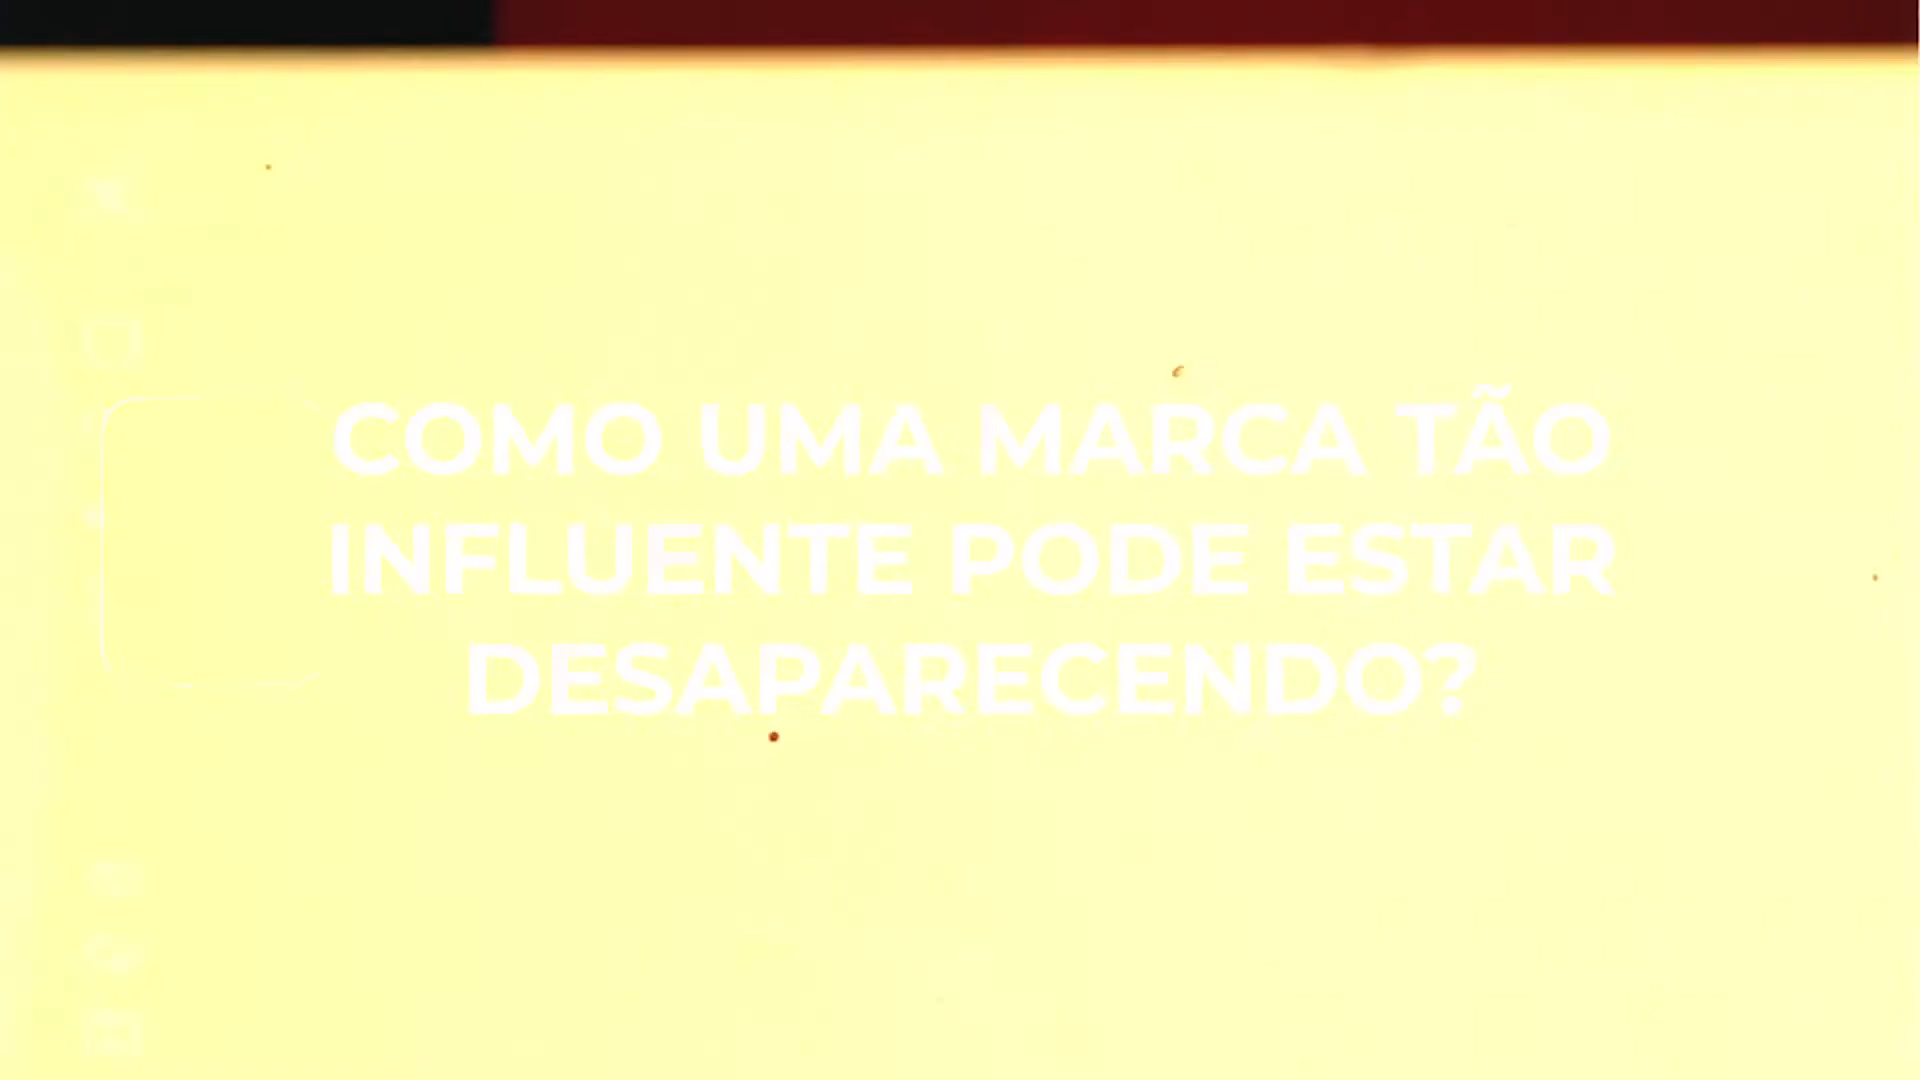 COMO UMA MARCA TÃO
INFLUENTE PODE ESTAR
DESAPARECENDO?